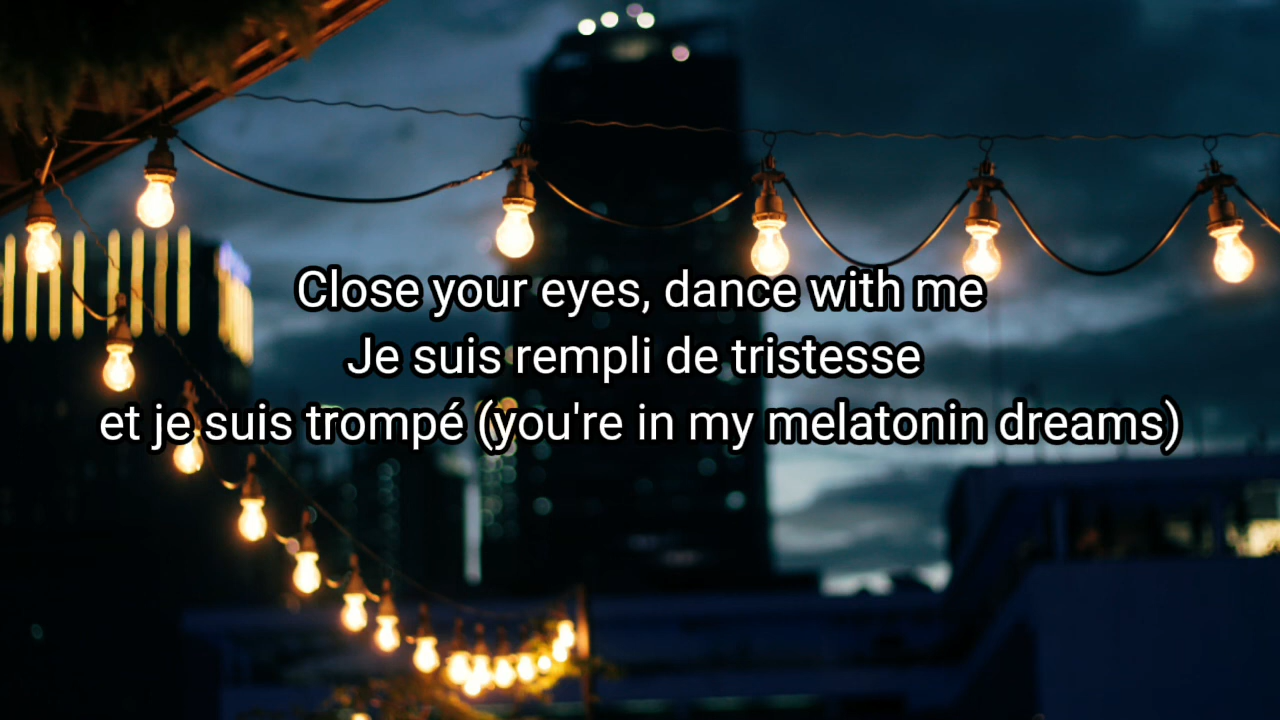 Close your eyes, dance with me
Je suis rempli de tristesse
et je suis trompé (you're in my melatonin dreams)